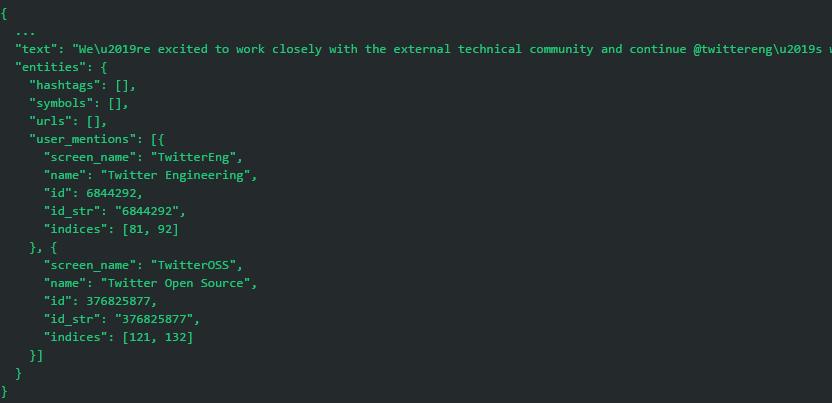 {
  ...
  "text": "We\u2019re excited to work closely with the external technical community and continue @twittereng\u2019s w
  "entities": {
    "hashtags": [],
    "symbols": [],
    "urls": [],
    "user_mentions": [{
      "screen_name": "TwitterEng",
      "name": "Twitter Engineering",
      "id": 6844292,
      "id_str": "6844292",
      "indices": [81, 92]
    }, {
      "screen_name": "TwitterOSS",
      "name": "Twitter Open Source",
      "id": 376825877,
      "id_str": "376825877",
      "indices": [121, 132]
    }]
  }
}